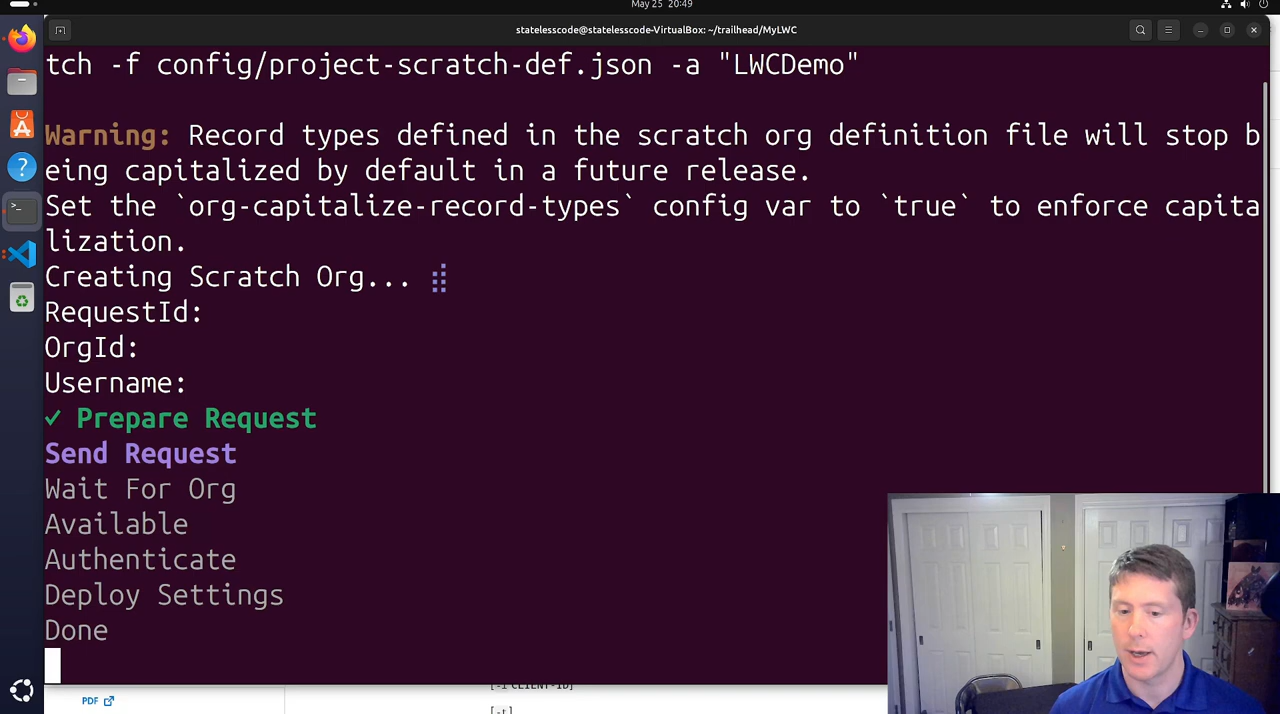 May 25 20:49
statelesscode@statelesscode-VirtualBox: ~/trailhead/MyLWC
tch -f config/project-scratch-def.json -a "LWCDemo"
Warning: Record types defined in the scratch org definition file will stop b
eing capitalized by default in a future release.
Set the `org-capitalize-record-types` config var to `true` to enforce capita
lization.
Creating Scratch Org...
RequestId:
OrgId:
Username:
✓ Prepare Request
Send Request
Wait For Org
Available
Authenticate
Deploy Settings
Done
PDF
[-i CLIENT-ID]
[-t]